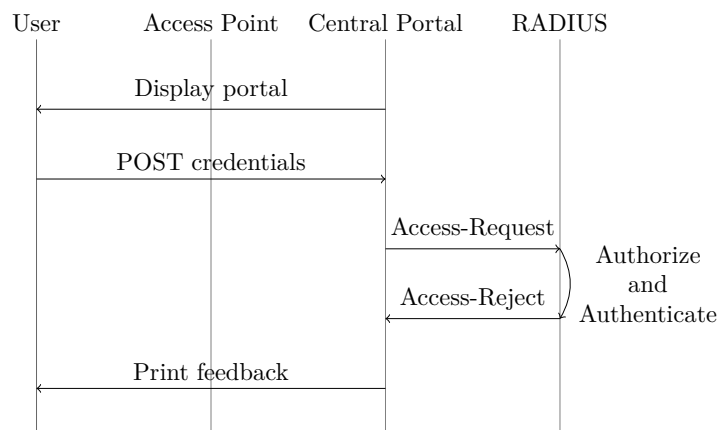 User Access Point Central Portal RADIUS
Display portal
POST credentials
Access-Request
Authorize
and
Authenticate
Access-Reject
Print feedback